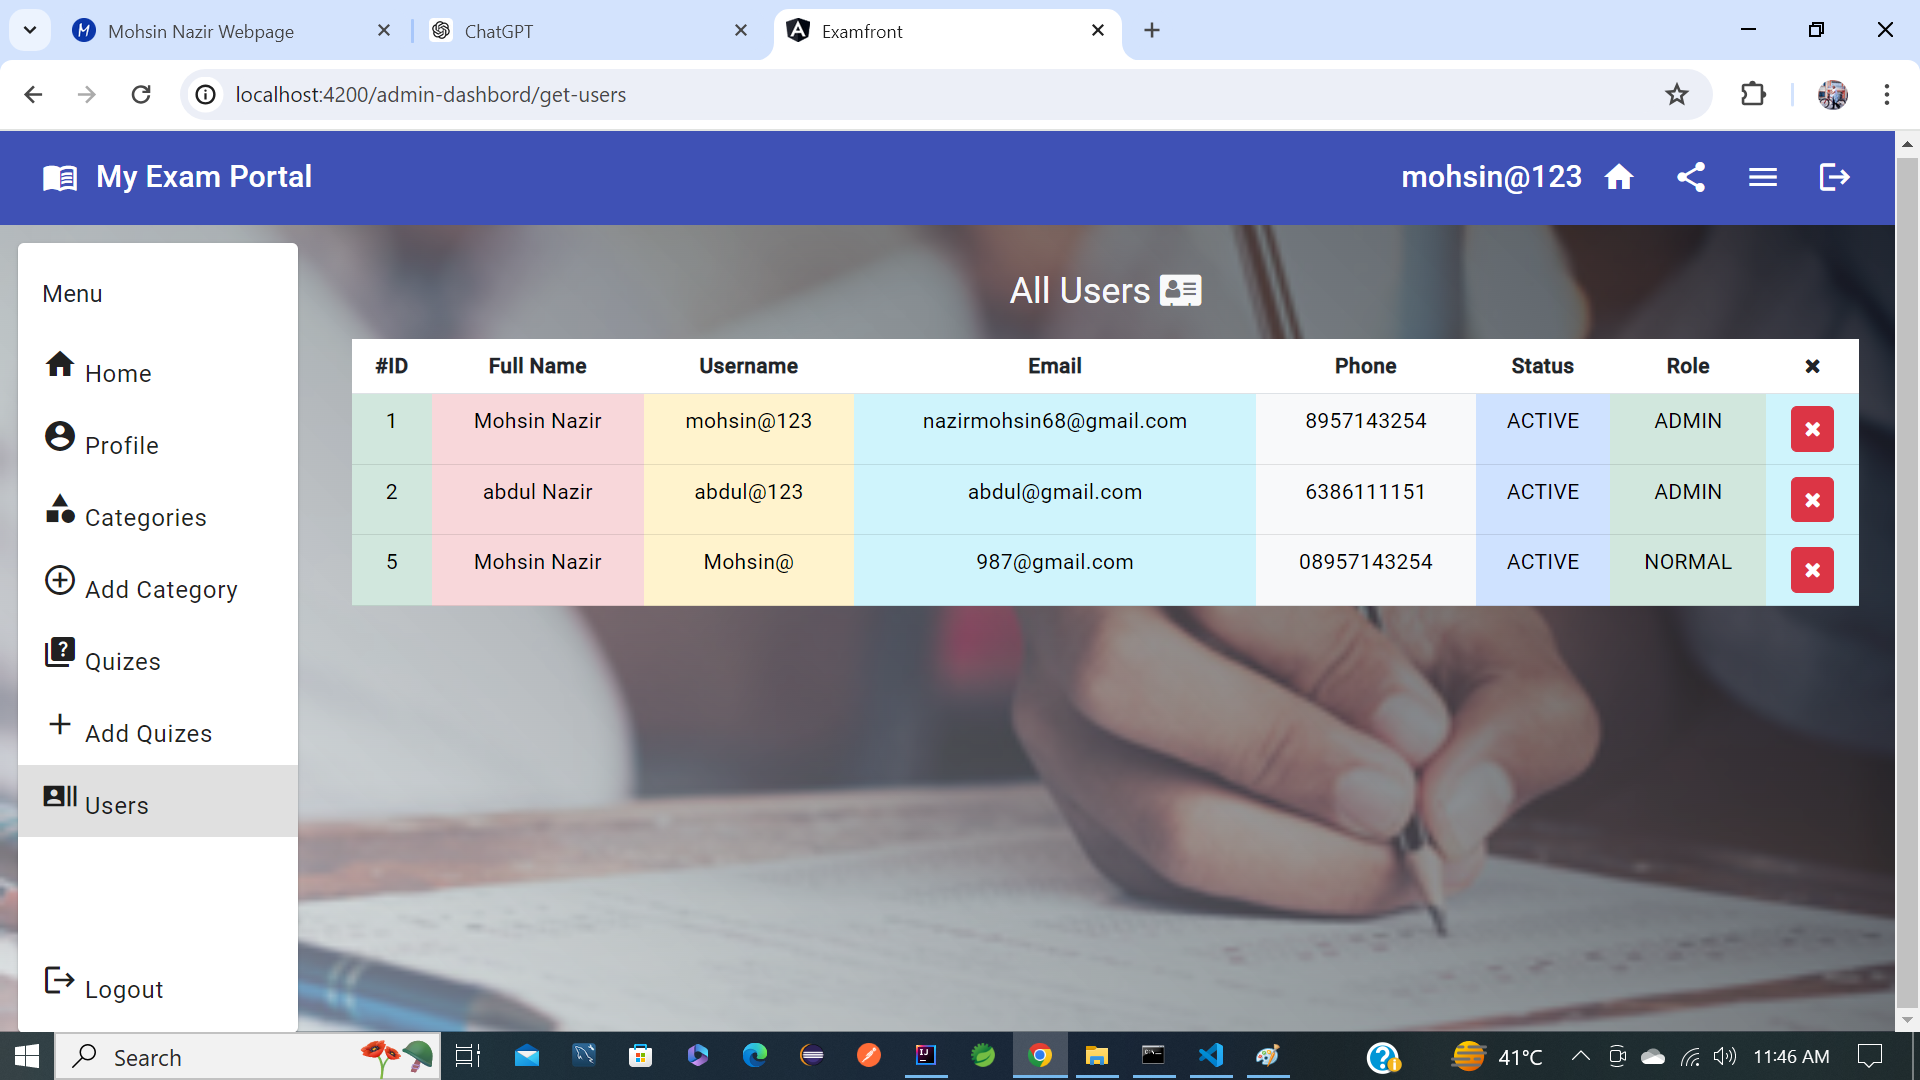 Mohsin Nazir Webpage
ChatGPT
Examfront
localhost:4200/admin-dashbord/get-users
My Exam Portal
mohsin@123
Menu
Home
Profile
Categories
Add Category
Quizes
Add Quizes
Users
Logout
All Users
#ID Full Name Username Email Phone Status Role
1 Mohsin Nazir mohsin@123 nazirmohsin68@gmail.com 8957143254 ACTIVE ADMIN
2 abdul Nazir abdul@123 abdul@gmail.com 6386111151 ACTIVE ADMIN
5 Mohsin Nazir Mohsin@ 987@gmail.com 08957143254 ACTIVE NORMAL
Search
41°C
11:46 AM